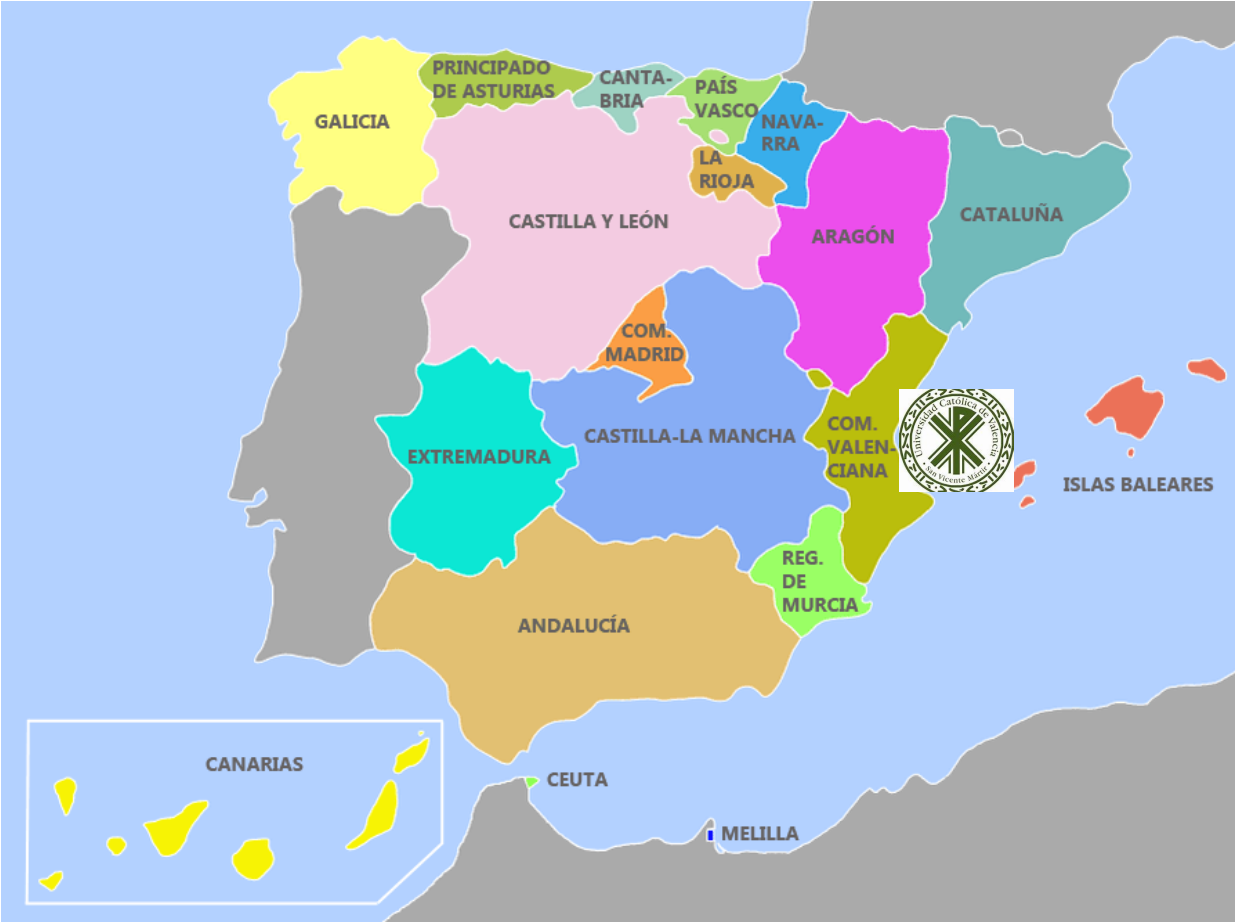 PRINCIPADO
DE ASTURIAS
CANTA-
BRIA
PAÍS
VASCO
GALICIA
NAVA-
RRA
LA
RIOJA
CASTILLA Y LEÓN
ARAGÓN
CATALUÑA
COM.
MADRID
CASTILLA-LA MANCHA
COM.
VALEN-
CIANA
Universidad Católica de Valencia
· San Vicente Mártir ·
EXTREMADURA
ISLAS BALEARES
REG.
DE
MURCIA
ANDALUCÍA
CANARIAS
CEUTA
MELILLA